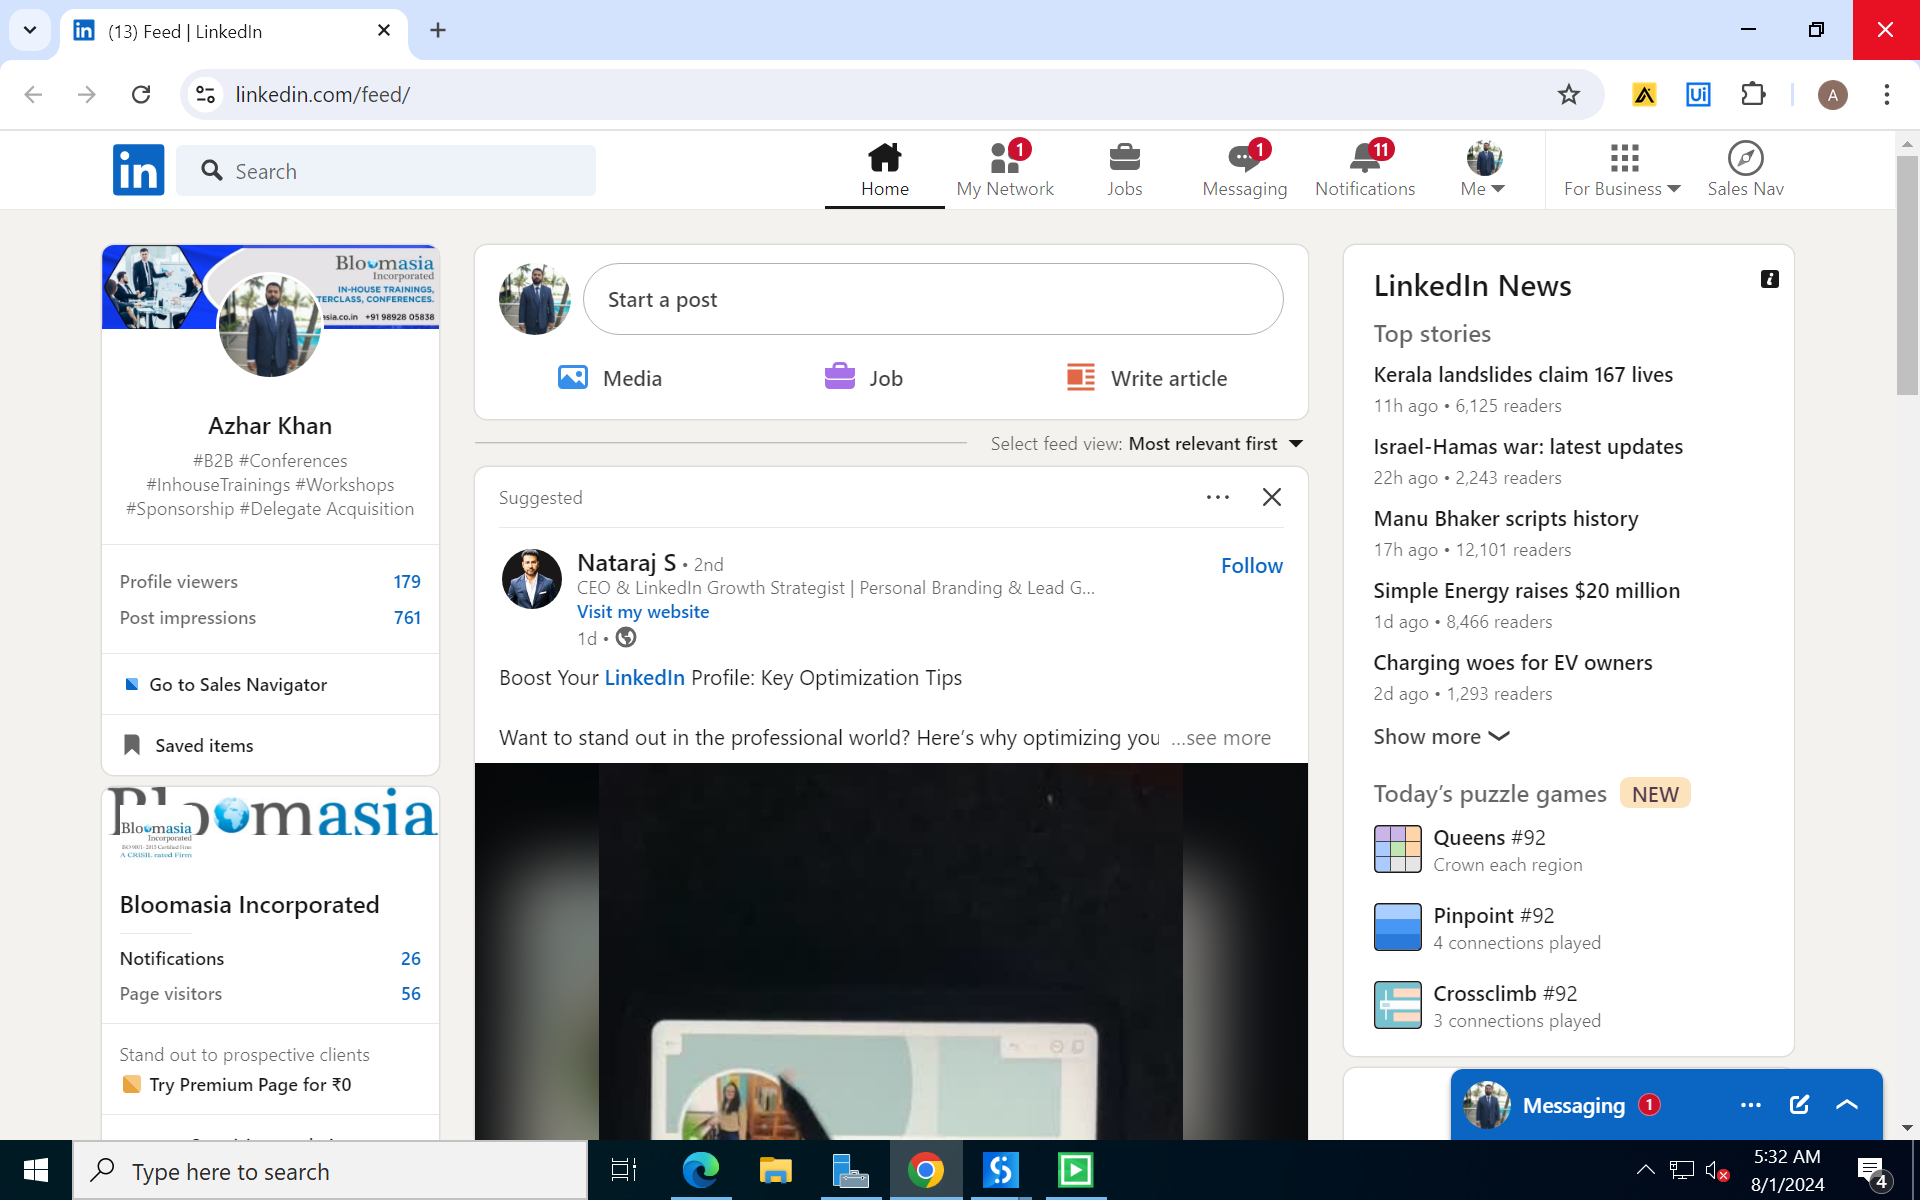 (13) Feed | LinkedIn
linkedin.com/feed/
A
in
Search
Home
1
My Network
Jobs
1
Messaging
11
Notifications
Me
For Business
Sales Nav
Bloomasia
Incorporated
IN-HOUSE TRAININGS,
TERCLASS, CONFERENCES.
asia.co.in +91 98928 05838
Azhar Khan
#B2B #Conferences
#InhouseTrainings #Workshops
#Sponsorship #Delegate Acquisition
Profile viewers 179
Post impressions 761
Go to Sales Navigator
Saved items
Bloomasia
Bloomasia
Incorporated
ISO 9001- 2015 Certified Firm
A CRISIL rated Firm
Bloomasia Incorporated
Notifications 26
Page visitors 56
Stand out to prospective clients
Try Premium Page for ₹0
Start a post
Media
Job
Write article
Select feed view: Most relevant first
Suggested
Nataraj S • 2nd
Follow
CEO & LinkedIn Growth Strategist | Personal Branding & Lead G...
Visit my website
1d •
Boost Your LinkedIn Profile: Key Optimization Tips
Want to stand out in the professional world? Here's why optimizing you ...see more
LinkedIn News
Top stories
Kerala landslides claim 167 lives
11h ago • 6,125 readers
Israel-Hamas war: latest updates
22h ago • 2,243 readers
Manu Bhaker scripts history
17h ago • 12,101 readers
Simple Energy raises $20 million
1d ago • 8,466 readers
Charging woes for EV owners
2d ago • 1,293 readers
Show more
Today's puzzle games NEW
Queens #92
Crown each region
Pinpoint #92
4 connections played
Crossclimb #92
3 connections played
Messaging 1
Type here to search
5:32 AM
8/1/2024
4